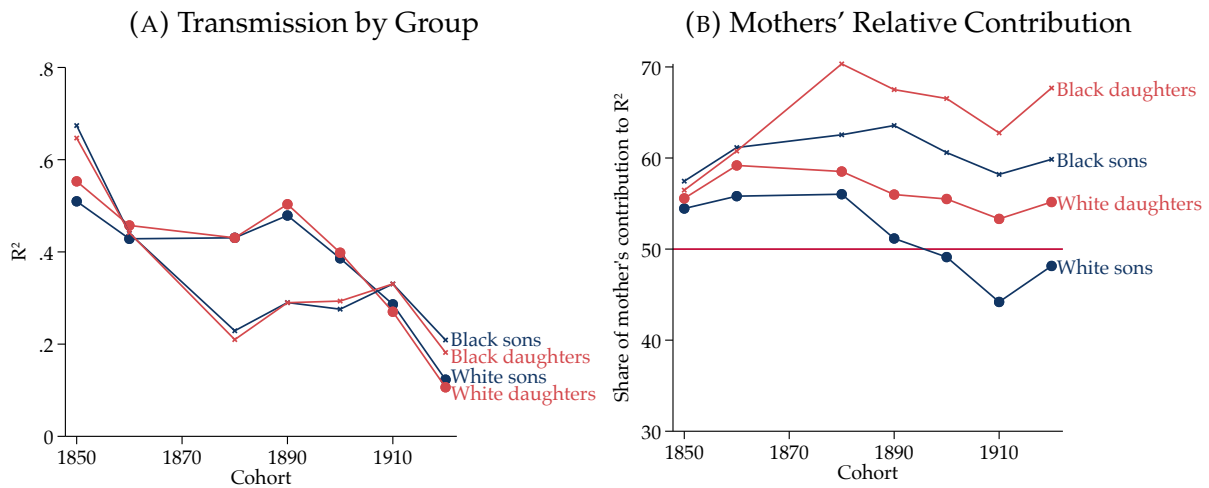 (A) Transmission by Group
.8
.6
.4
.2
0
R²
1850
1870
1890
1910
Cohort
Black sons
Black daughters
White sons
White daughters
(B) Mothers' Relative Contribution
70
60
50
40
30
Share of mother's contribution to R²
1850
1870
1890
1910
Cohort
Black daughters
Black sons
White daughters
White sons